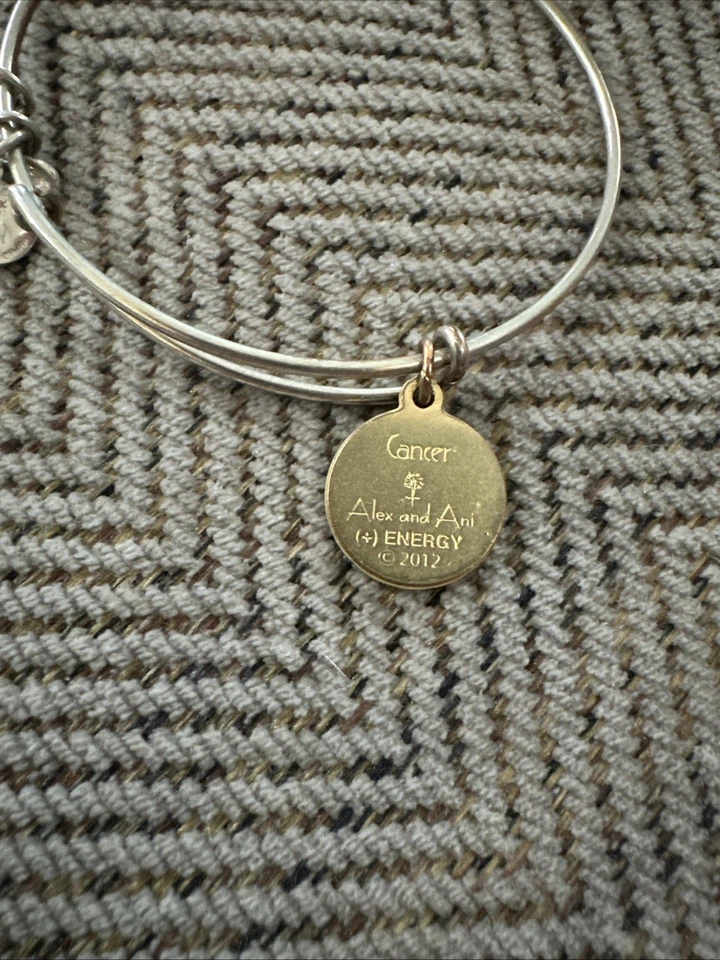 Cancer
Alex and Ani®
(+) ENERGY
© 2012